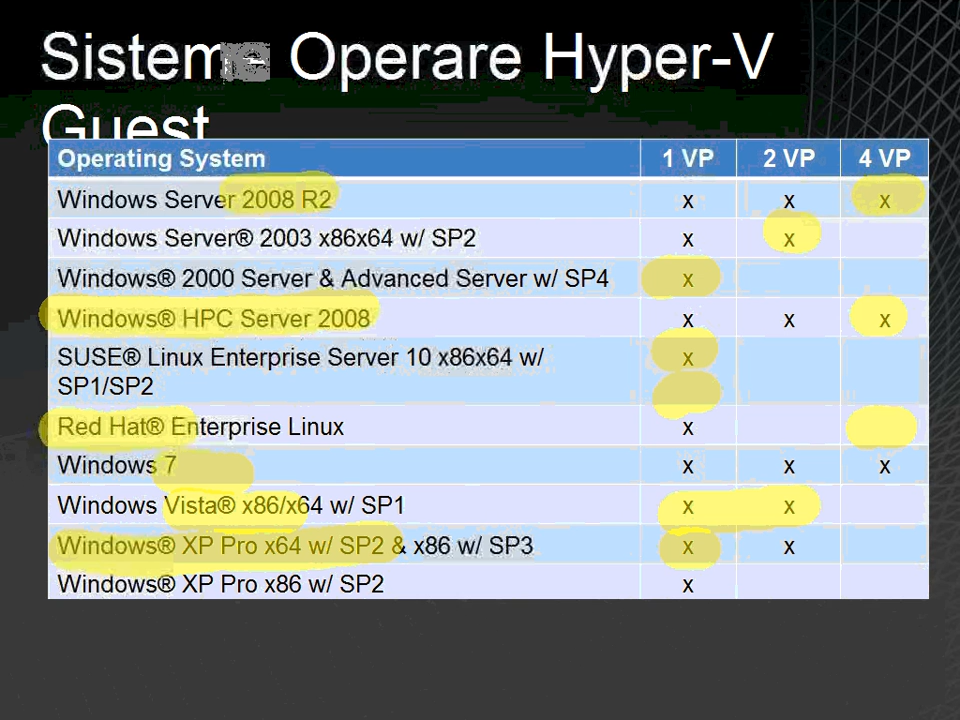 Sistem Operare Hyper-V
Guest
Operating System 1 VP 2 VP 4 VP
Windows Server 2008 R2 x x x
Windows Server® 2003 x86x64 w/ SP2 x x
Windows® 2000 Server & Advanced Server w/ SP4 x
Windows® HPC Server 2008 x x x
SUSE® Linux Enterprise Server 10 x86x64 w/ x
SP1/SP2
Red Hat® Enterprise Linux x
Windows 7 x x x
Windows Vista® x86/x64 w/ SP1 x x
Windows® XP Pro x64 w/ SP2 & x86 w/ SP3 x x
Windows® XP Pro x86 w/ SP2 x